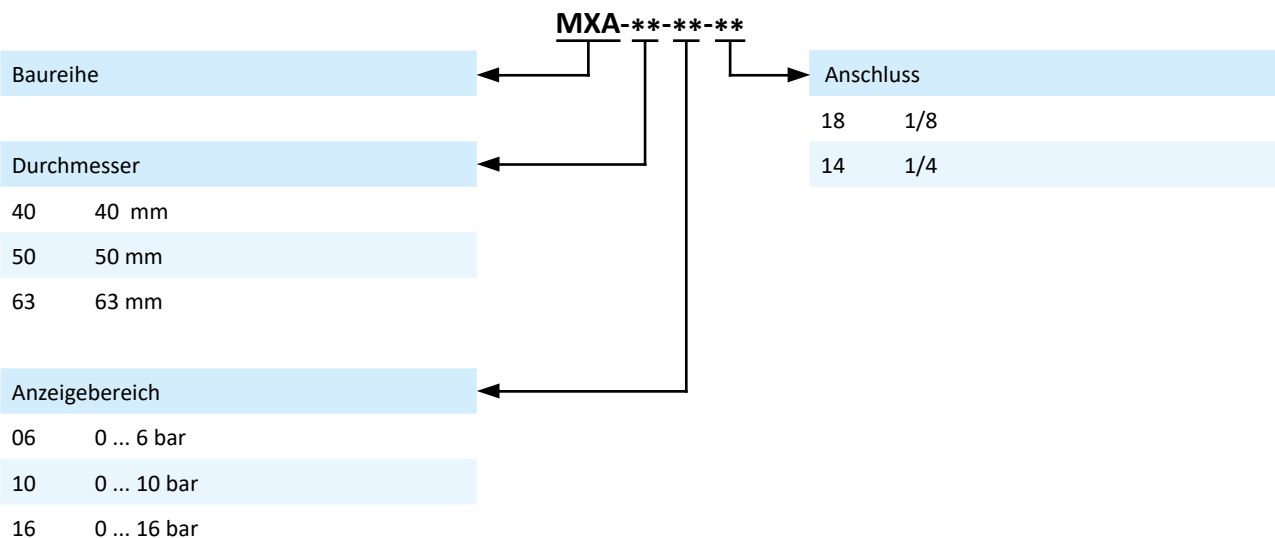 MXA-**-**-**
Baureihe
Durchmesser
40 40 mm
50 50 mm
63 63 mm
Anzeigebereich
06 0 ... 6 bar
10 0 ... 10 bar
16 0 ... 16 bar
Anschluss
18 1/8
14 1/4